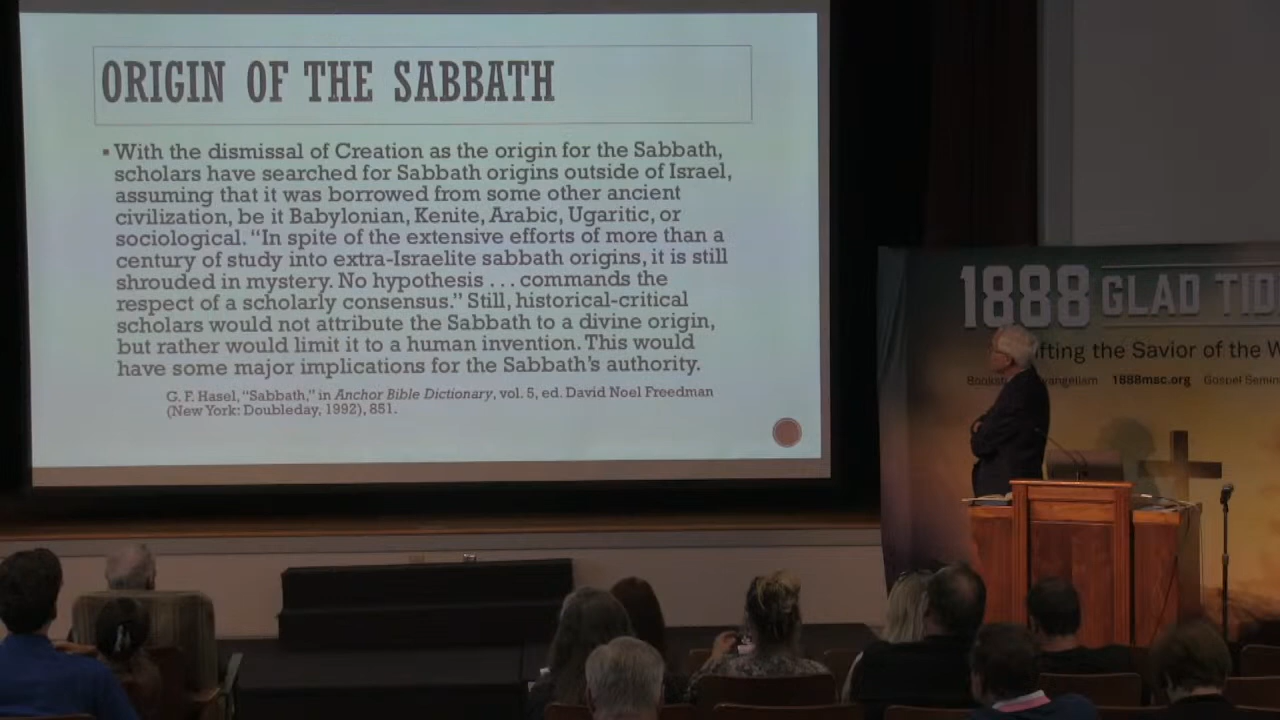 ORIGIN OF THE SABBATH
▪ With the dismissal of Creation as the origin for the Sabbath,
scholars have searched for Sabbath origins outside of Israel,
assuming that it was borrowed from some other ancient
civilization, be it Babylonian, Kenite, Arabic, Ugaritic, or
sociological. “In spite of the extensive efforts of more than a
century of study into extra-Israelite sabbath origins, it is still
shrouded in mystery. No hypothesis . . . commands the
respect of a scholarly consensus.” Still, historical-critical
scholars would not attribute the Sabbath to a divine origin,
but rather would limit it to a human invention. This would
have some major implications for the Sabbath’s authority.
G. F. Hasel, “Sabbath,” in Anchor Bible Dictionary, vol. 5, ed. David Noel Freedman
(New York: Doubleday, 1992), 851.
1888 GLAD TID
ifting the Savior of the W
1888msc.org Gospel Semin